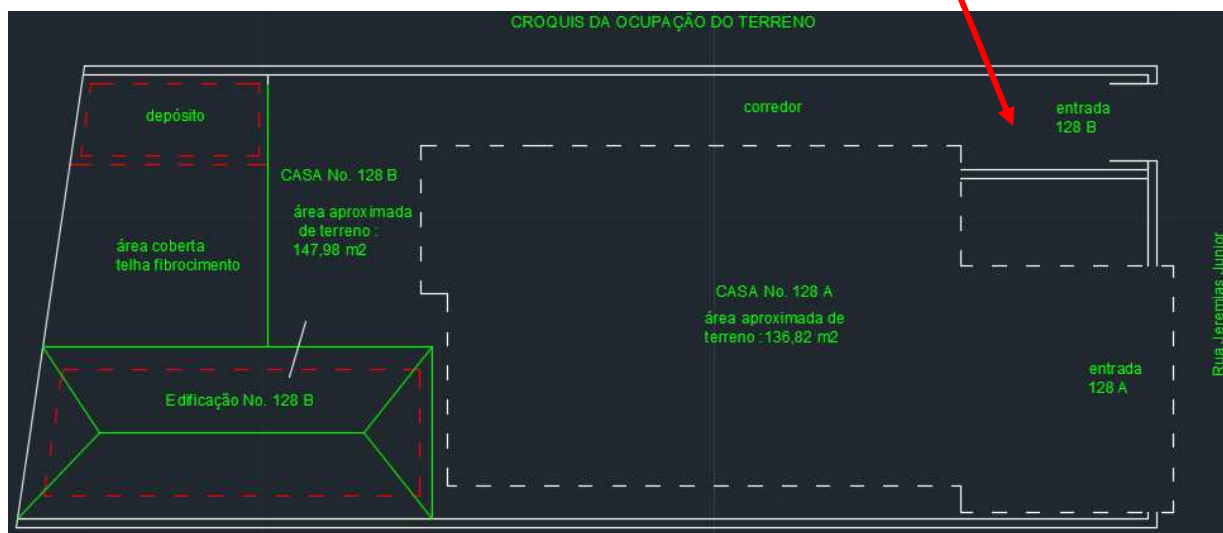 CROQUIS DA OCUPAÇÃO DO TERRENO
depósito
corredor
entrada
128 B
CASA No. 128 B
área aproximada
de terreno :
147,98 m2
área coberta
telha fibrocimento
CASA No. 128 A
área aproximada de
terreno :136,82 m2
Rua Jeremias Junior
entrada
128 A
Edificação No. 128 B